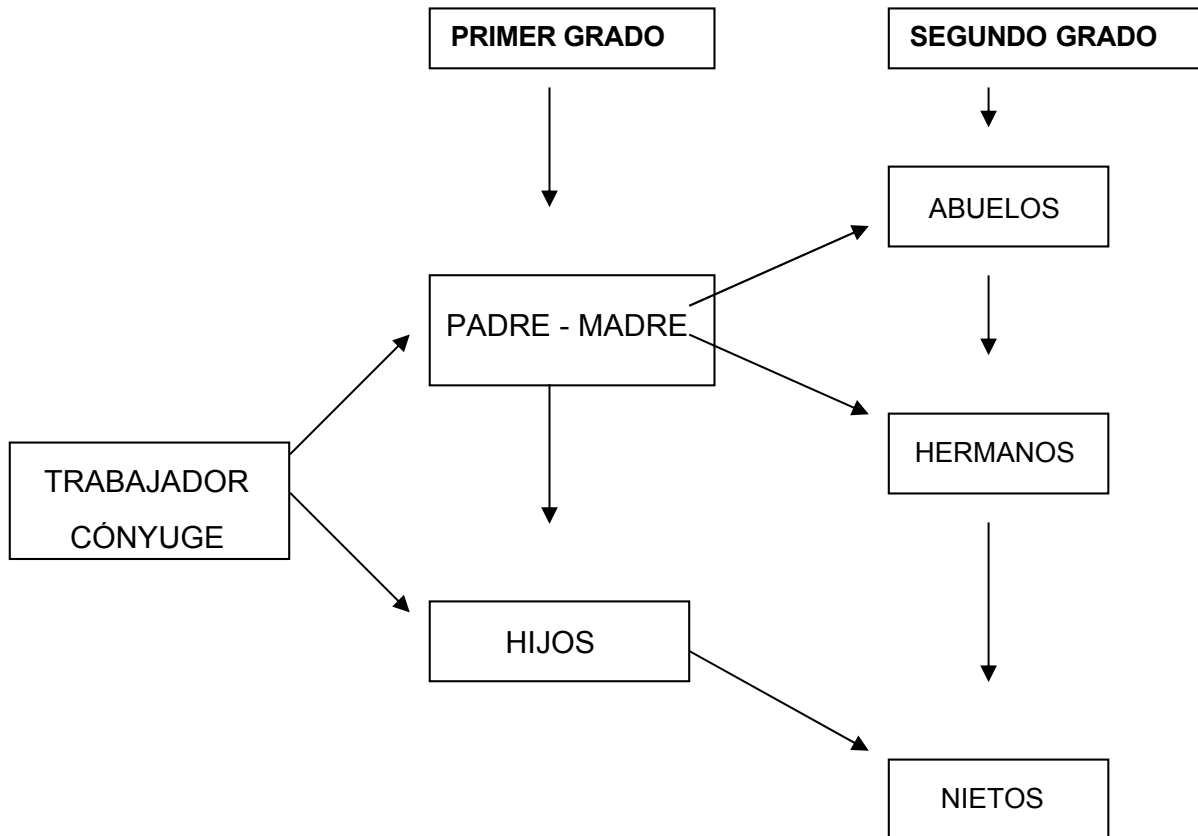 PRIMER GRADO
SEGUNDO GRADO
ABUELOS
PADRE - MADRE
HERMANOS
TRABAJADOR
CÓNYUGE
HIJOS
NIETOS